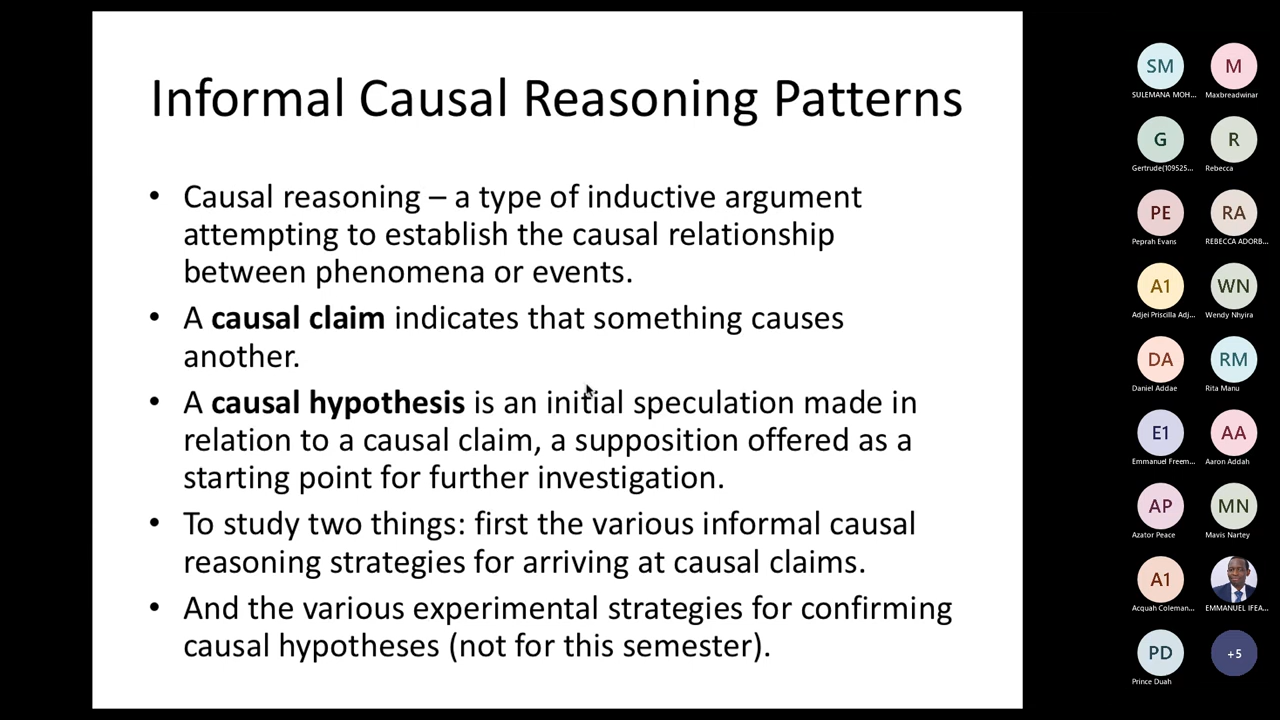 Informal Causal Reasoning Patterns
• Causal reasoning – a type of inductive argument
attempting to establish the causal relationship
between phenomena or events.
• A causal claim indicates that something causes
another.
• A causal hypothesis is an initial speculation made in
relation to a causal claim, a supposition offered as a
starting point for further investigation.
• To study two things: first the various informal causal
reasoning strategies for arriving at causal claims.
• And the various experimental strategies for confirming
causal hypotheses (not for this semester).
SM M
SULEMANA MOH... Maxbreadwinar
G R
Gertrude(109525... Rebecca
PE RA
Peprah Evans REBECCA ADORB...
A1 WN
Adjei Priscilla Adj... Wendy Nhyira
DA RM
Daniel Addae Rita Manu
E1 AA
Emmanuel Freem... Aaron Addah
AP MN
Azator Peace Mavis Nartey
A1
Acquah Coleman... EMMANUEL IFEA...
PD +5
Prince Duah